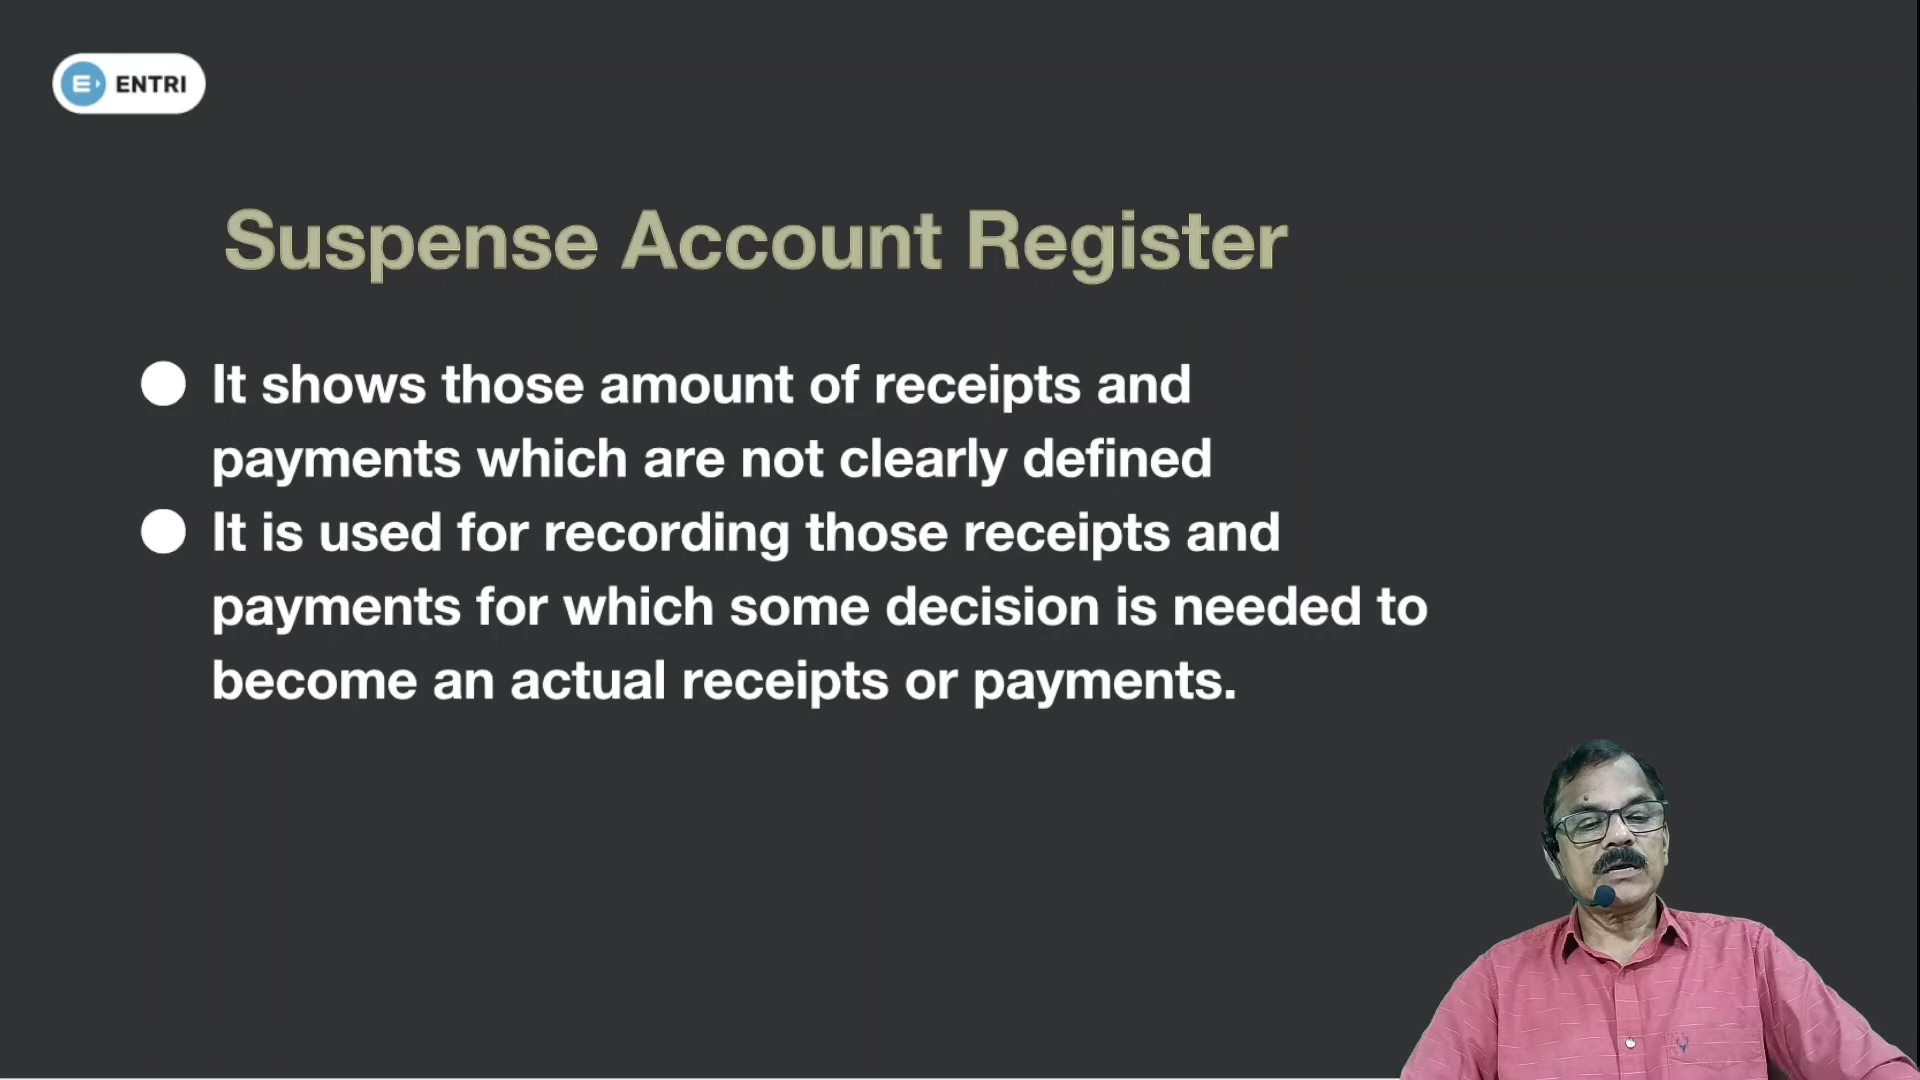 ENTRI
Suspense Account Register
It shows those amount of receipts and
payments which are not clearly defined
It is used for recording those receipts and
payments for which some decision is needed to
become an actual receipts or payments.